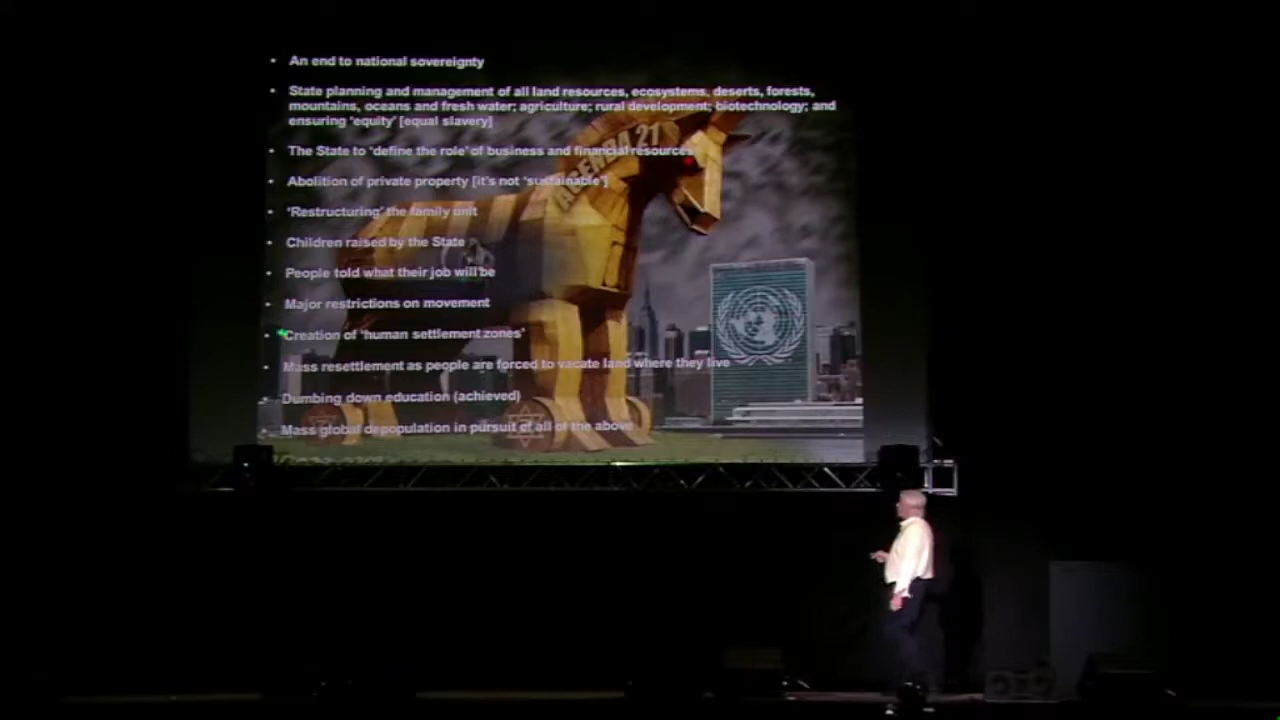 • An end to national sovereignty
• State planning and management of all land resources, ecosystems, deserts, forests,
mountains, oceans and fresh water; agriculture; rural development; biotechnology; and
ensuring 'equity' [equal slavery]
AGENDA 21
• The State to 'define the role' of business and financial resources
• Abolition of private property [it's not 'sustainable']
• 'Restructuring' the family unit
• Children raised by the State
• People told what their job will be
• Major restrictions on movement
• Creation of 'human settlement zones'
• Mass resettlement as people are forced to vacate land where they live
• Dumbing down education (achieved)
• Mass global depopulation in pursuit of all of the above